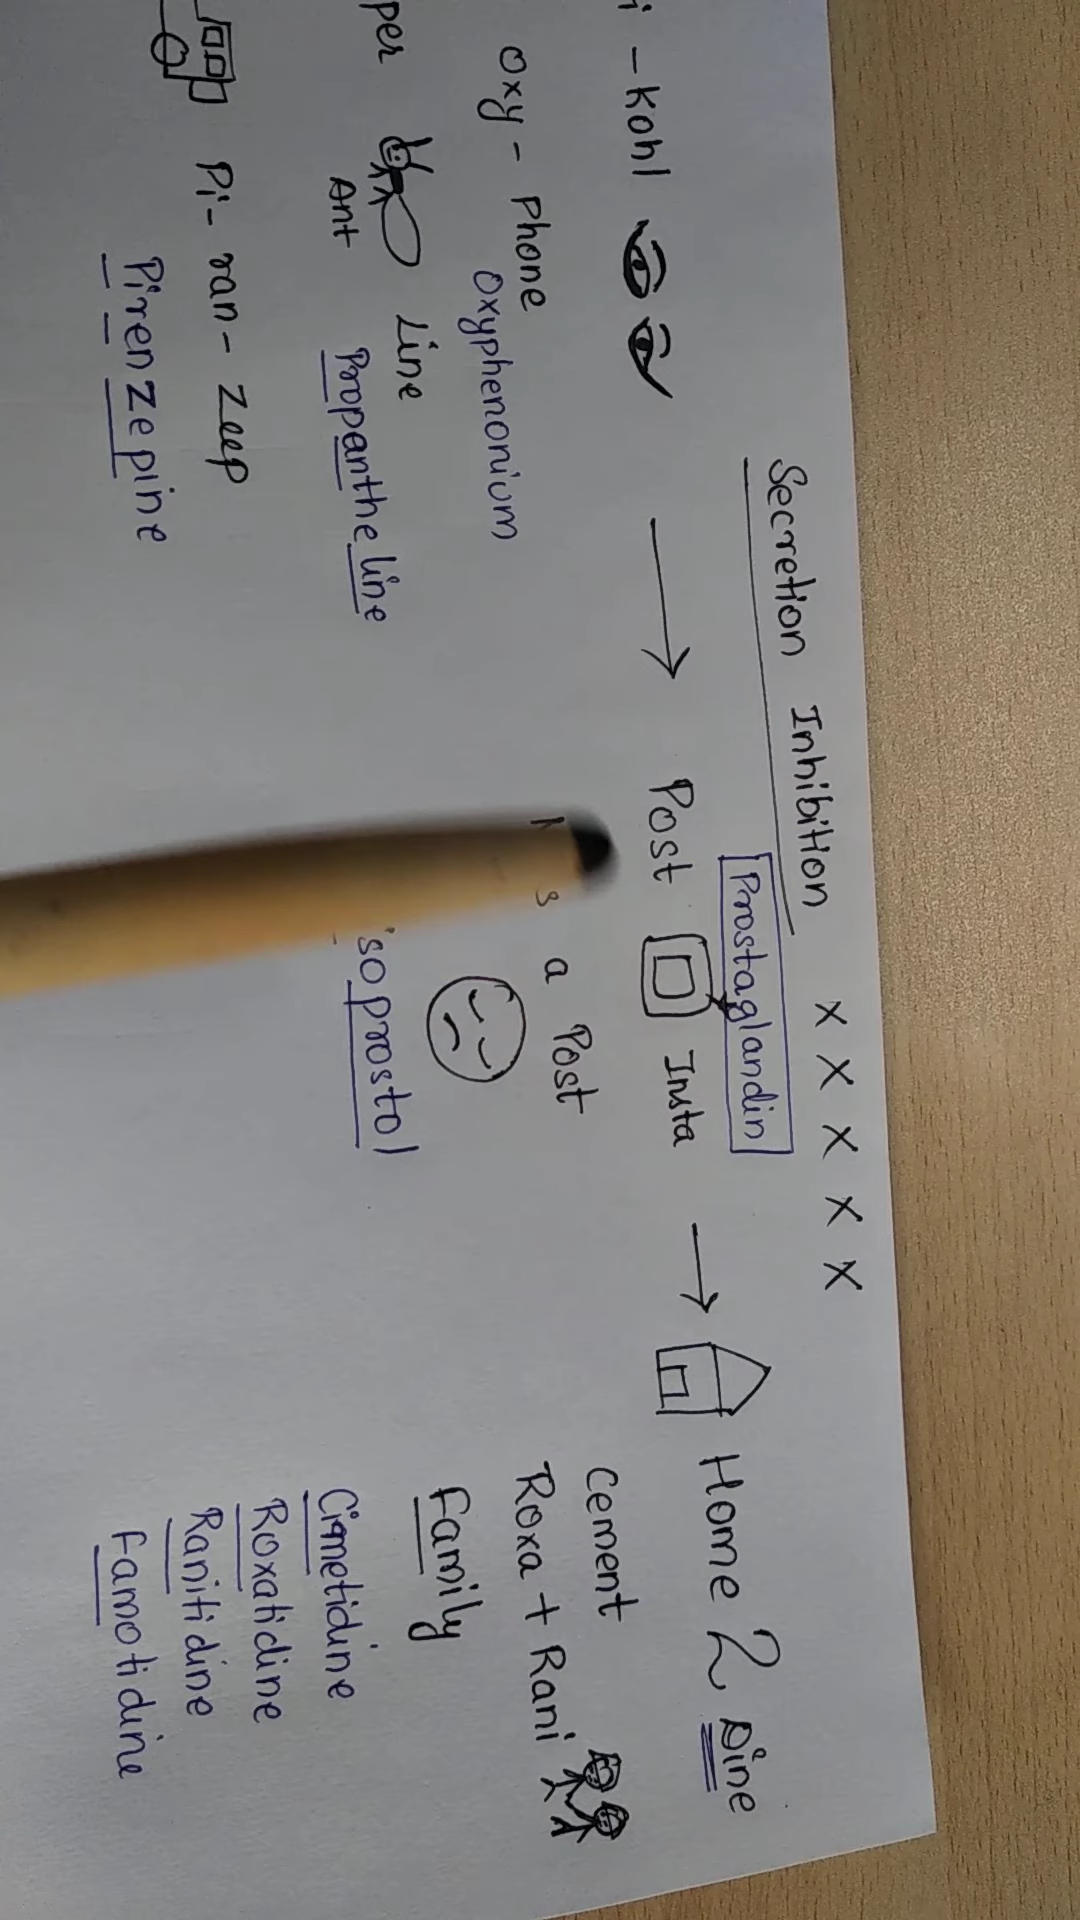 Secretion Inhibition x x x x x
Prostaglandin
i - Kohl → Post Insta → Home 2 Dine
Oxy - Phone
Oxyphenonium
s a Post
Cement
Roxa + Rani
Family
per Ant Line
Propantheline
soprostol
Cimetidine
Roxatidine
Ranitidine
Famotidine
Pi - ran - Zeep
Pirenzepine